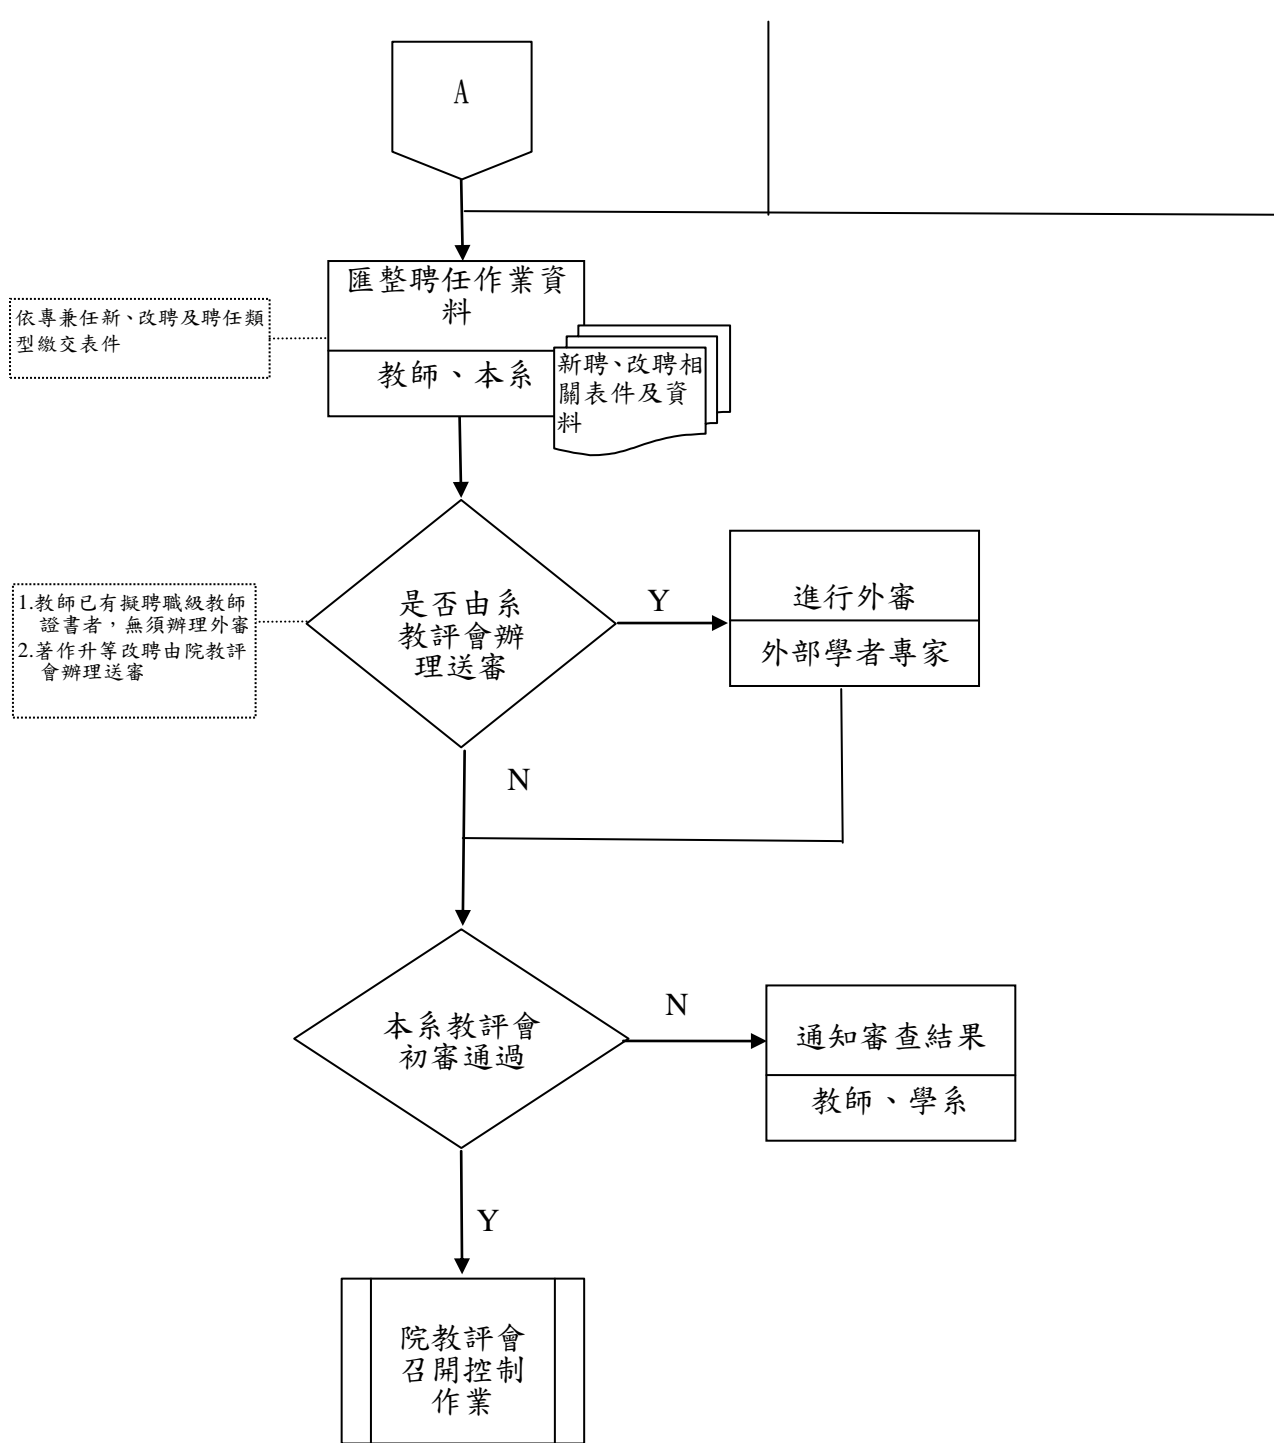 A
匯整聘任作業資
料
依專兼任新、改聘及聘任類
型繳交表件
教師、本系
新聘、改聘相
關表件及資
料
1.教師已有擬聘職級教師
證書者，無須辦理外審
2.著作升等改聘由院教評
會辦理送審
是否由系
教評會辦
理送審
Y
進行外審
外部學者專家
N
本系教評會
初審通過
N
通知審查結果
教師、學系
Y
院教評會
召開控制
作業